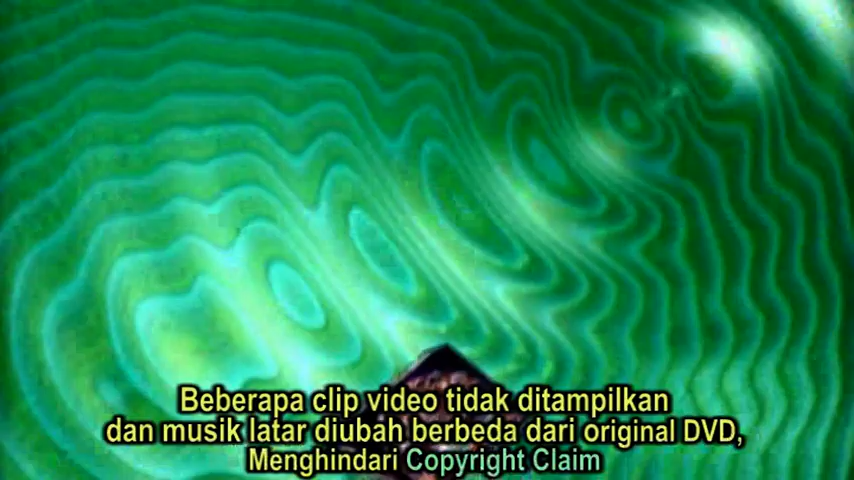 Beberapa clip video tidak ditampilkan
dan musik latar diubah berbeda dari original DVD,
Menghindari Copyright Claim